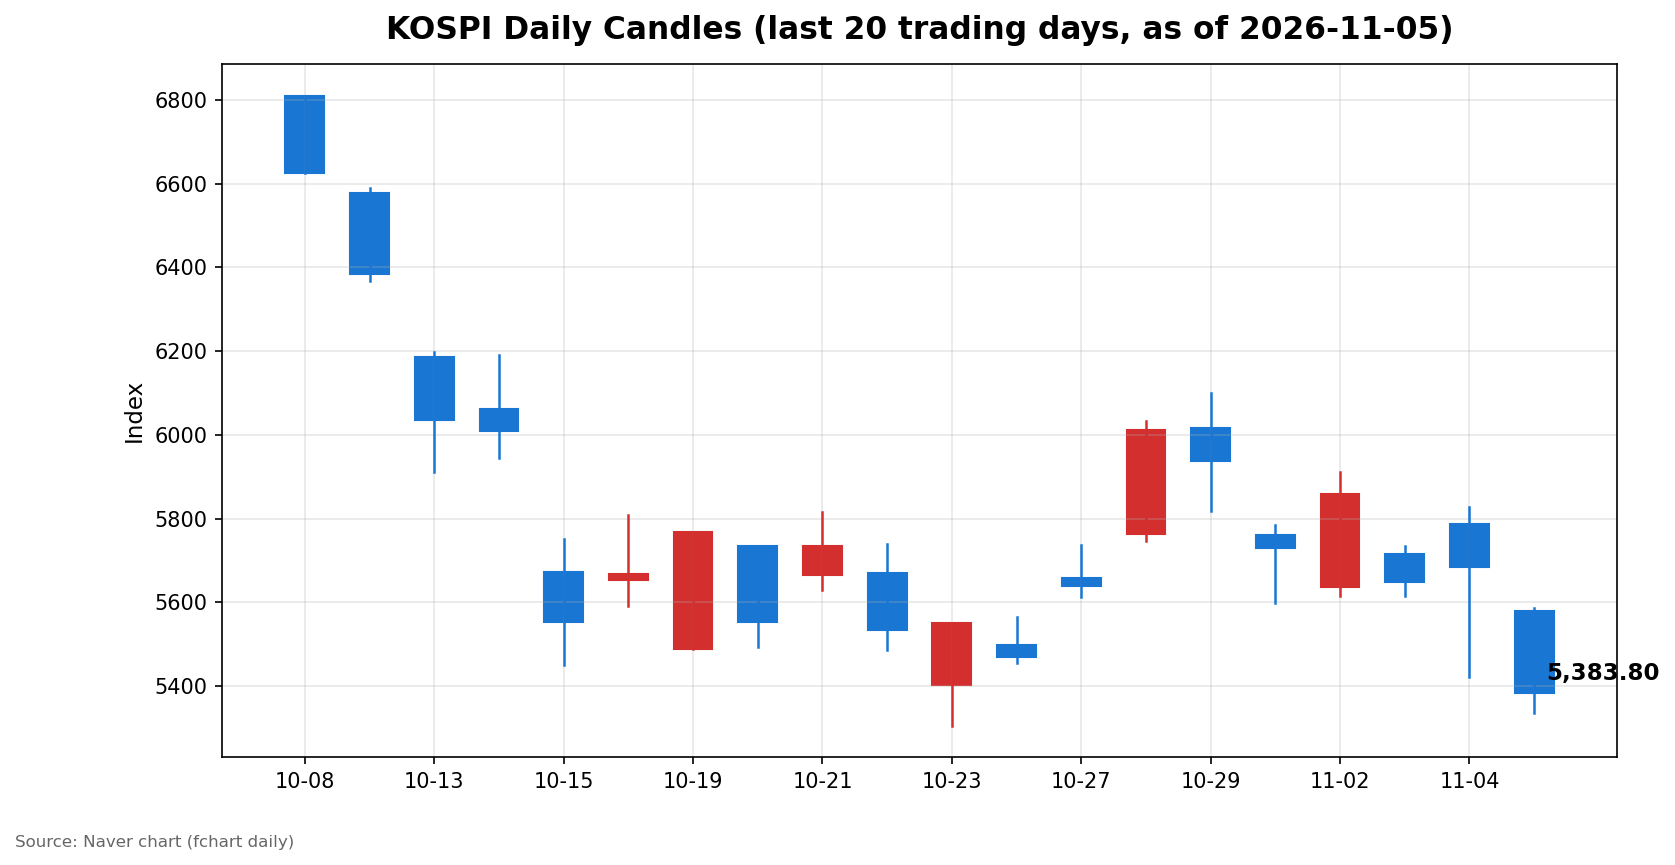 KOSPI Daily Candles (last 20 trading days, as of 2026-11-05)
Index
6800
6600
6400
6200
6000
5800
5600
5400
5,383.80
10-08 10-13 10-15 10-19 10-21 10-23 10-27 10-29 11-02 11-04
Source: Naver chart (fchart daily)